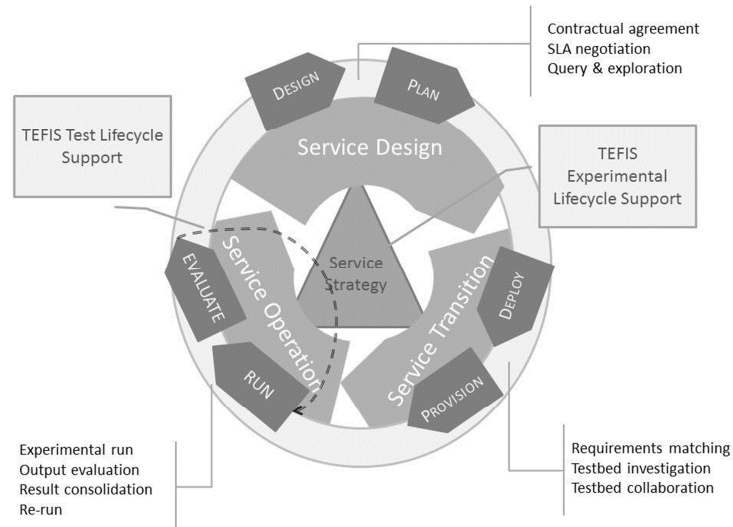 Contractual agreement
SLA negotiation
Query & exploration
DESIGN
PLAN
TEFIS Test Lifecycle
Support
Service Design
TEFIS
Experimental
Lifecycle Support
Service
Strategy
EVALUATE
Service Operation
Service Transition
DEPLOY
RUN
PROVISION
Experimental run
Output evaluation
Result consolidation
Re-run
Requirements matching
Testbed investigation
Testbed collaboration